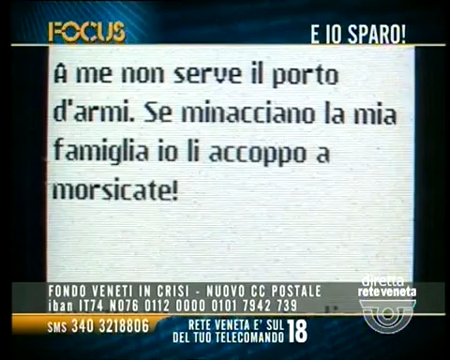 FOCUS
E IO SPARO!
A me non serve il porto
d'armi. Se minacciano la mia
famiglia io li accoppo a
morsicate!
FONDO VENETI IN CRISI - NUOVO CC POSTALE
iban IT74 N076 0112 0000 0101 7942 739
diretta
reteveneta
SMS 340 3218806
RETE VENETA E' SUL
DEL TUO TELECOMANDO 18